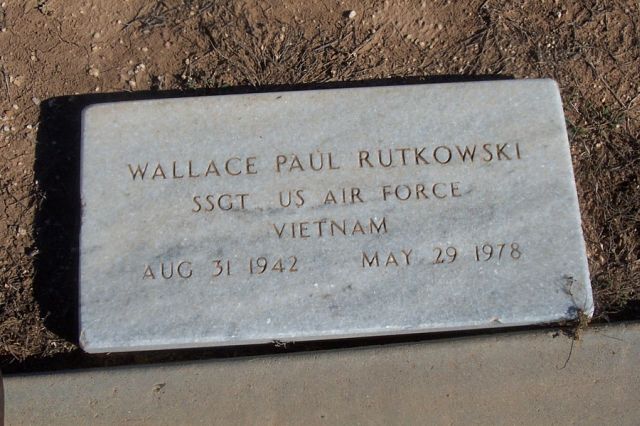 WALLACE PAUL RUTKOWSKI
SSGT US AIR FORCE
VIETNAM
AUG 31 1942 MAY 29 1978